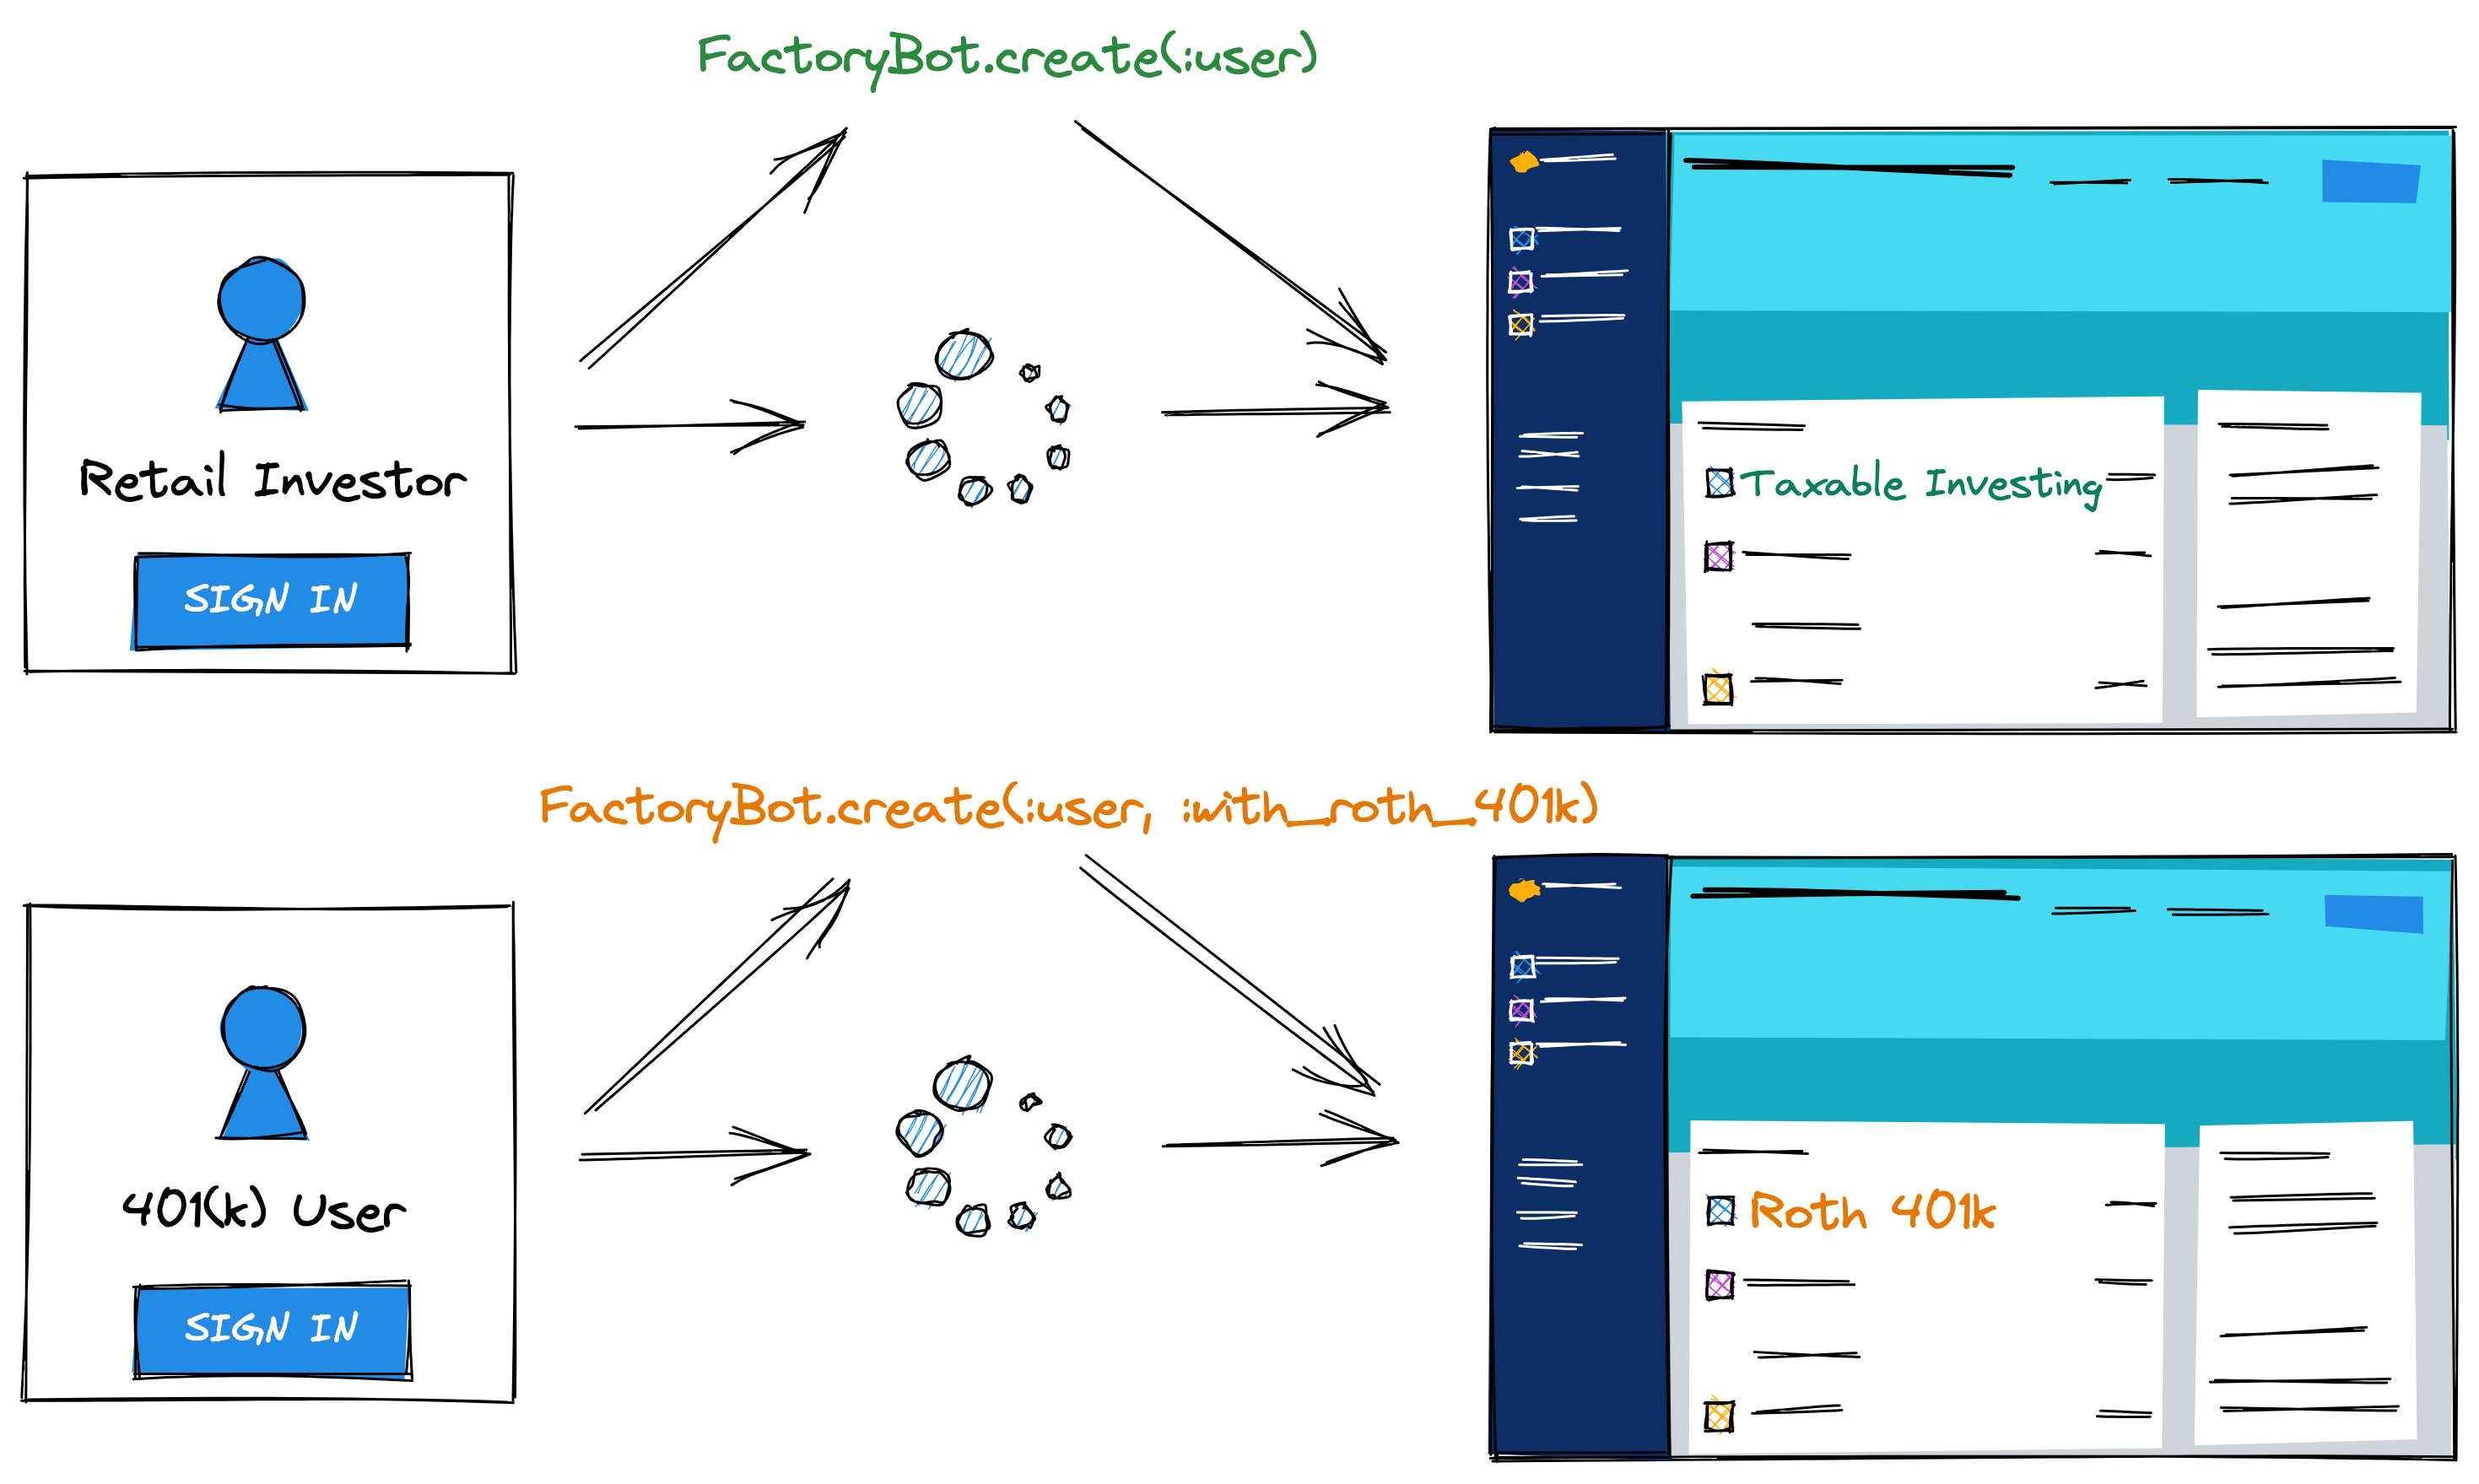 FactoryBot.create(:user)
Retail Investor
SIGN IN
Taxable Investing
FactoryBot.create(:user, :with_roth_401k)
401(k) User
SIGN IN
Roth 401k